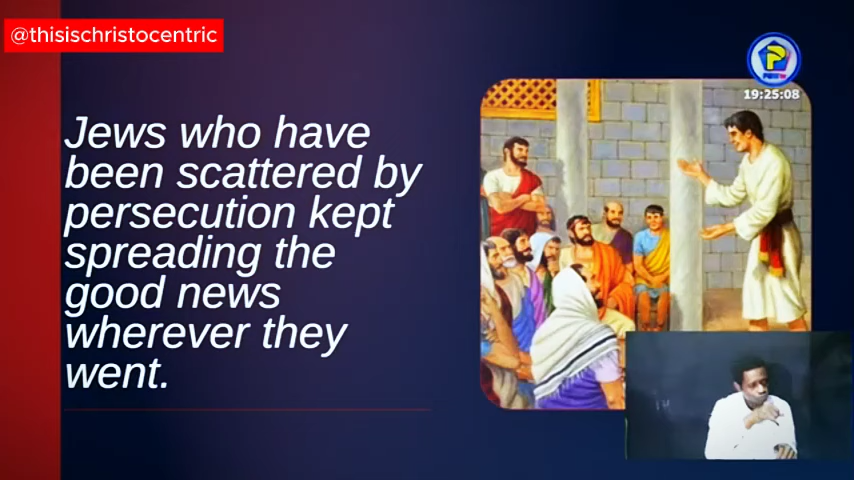 @thisischristocentric
19:25:08
Jews who have
been scattered by
persecution kept
spreading the
good news
wherever they
went.